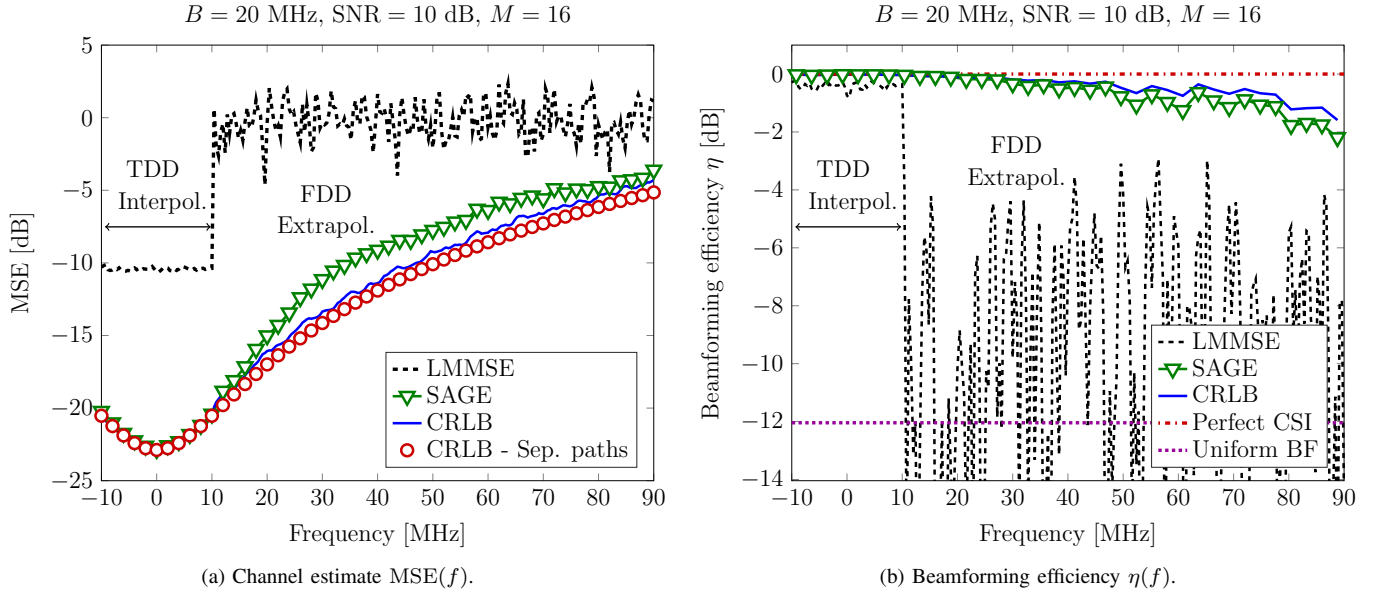 B = 20 MHz, SNR = 10 dB, M = 16
MSE [dB]
5
0
−5
−10
−15
−20
−25
TDD
Interpol.
FDD
Extrapol.
LMMSE
SAGE
CRLB
CRLB - Sep. paths
−10 0 10 20 30 40 50 60 70 80 90
Frequency [MHz]
(a) Channel estimate MSE(f).
B = 20 MHz, SNR = 10 dB, M = 16
Beamforming efficiency η [dB]
0
−2
−4
−6
−8
−10
−12
−14
TDD
Interpol.
FDD
Extrapol.
LMMSE
SAGE
CRLB
Perfect CSI
Uniform BF
−10 0 10 20 30 40 50 60 70 80 90
Frequency [MHz]
(b) Beamforming efficiency η(f).